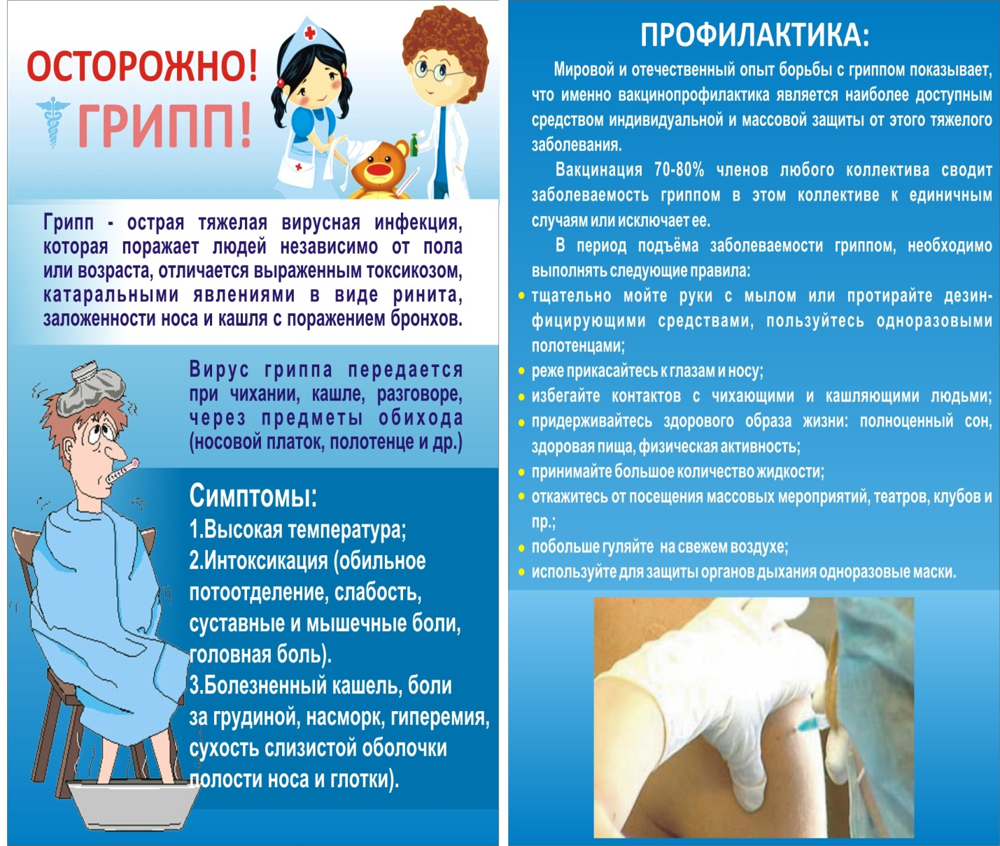 ОСТОРОЖНО!
ГРИПП!
Грипп - острая тяжелая вирусная инфекция,
которая поражает людей независимо от пола
или возраста, отличается выраженным токсикозом,
катаральными явлениями в виде ринита,
заложенности носа и кашля с поражением бронхов.
Вирус гриппа передается
при чихании, кашле, разговоре,
через предметы обихода
(носовой платок, полотенце и др.)
Симптомы:
1.Высокая температура;
2.Интоксикация (обильное
потоотделение, слабость,
суставные и мышечные боли,
головная боль).
3.Болезненный кашель, боли
за грудиной, насморк, гиперемия,
сухость слизистой оболочки
полости носа и глотки).
ПРОФИЛАКТИКА:
Мировой и отечественный опыт борьбы с гриппом показывает,
что именно вакцинопрофилактика является наиболее доступным
средством индивидуальной и массовой защиты от этого тяжелого
заболевания.
Вакцинация 70-80% членов любого коллектива сводит
заболеваемость гриппом в этом коллективе к единичным
случаям или исключает ее.
В период подъёма заболеваемости гриппом, необходимо
выполнять следующие правила:
• тщательно мойте руки с мылом или протирайте дезин-
фицирующими средствами, пользуйтесь одноразовыми
полотенцами;
• реже прикасайтесь к глазам и носу;
• избегайте контактов с чихающими и кашляющими людьми;
• придерживайтесь здорового образа жизни: полноценный сон,
здоровая пища, физическая активность;
• принимайте большое количество жидкости;
• откажитесь от посещения массовых мероприятий, театров, клубов и
пр.;
• побольше гуляйте на свежем воздухе;
• используйте для защиты органов дыхания одноразовые маски.